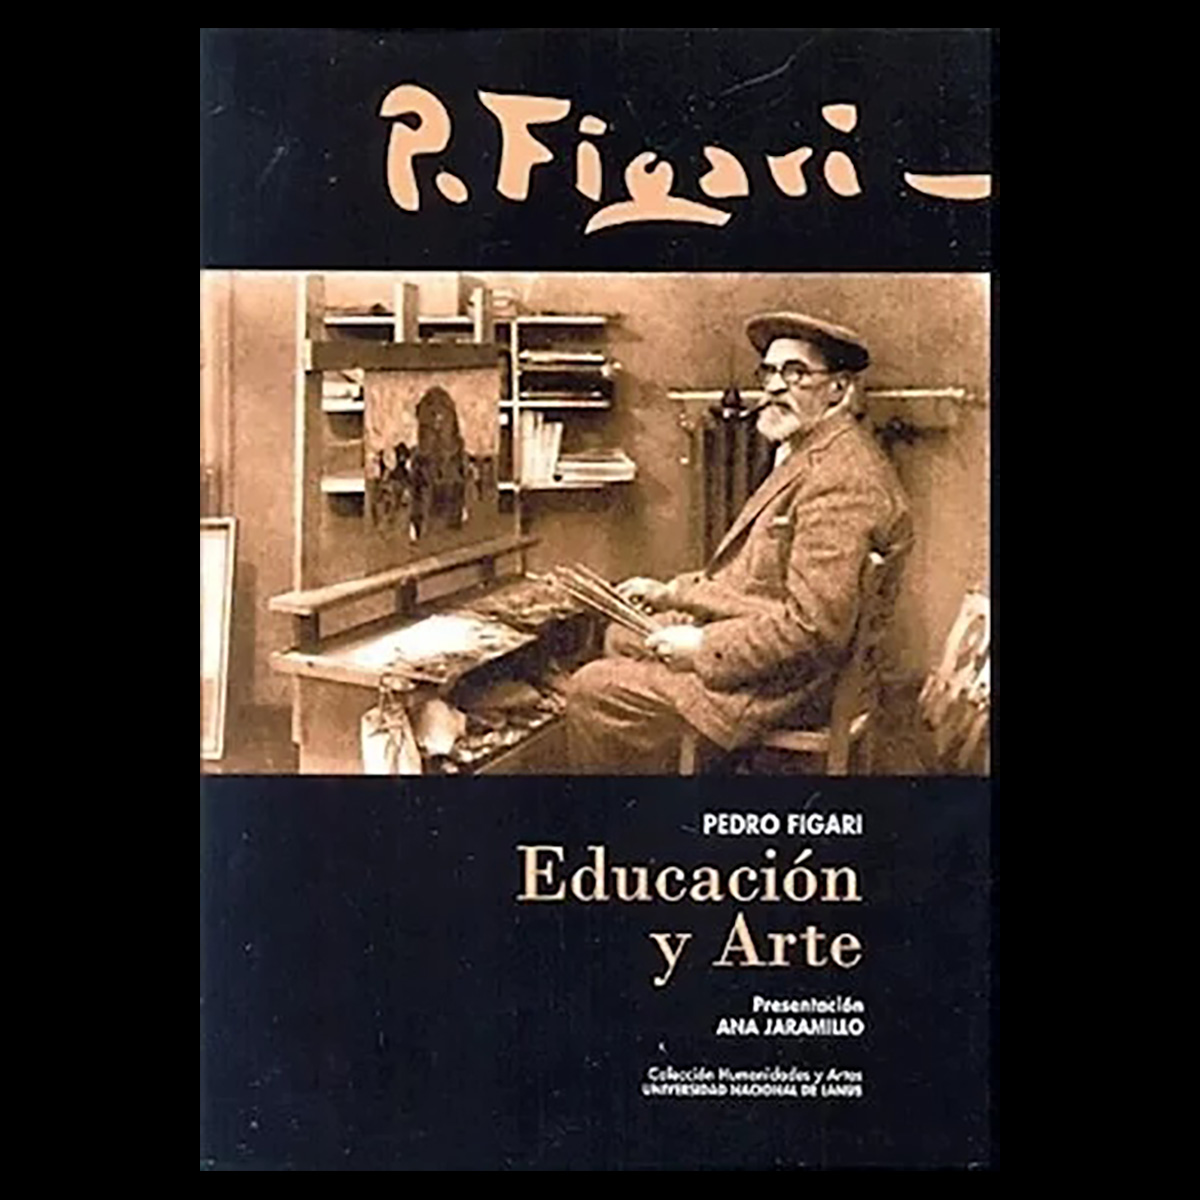 P. Figari
PEDRO FIGARI
Educación
y Arte
Presentación
ANA JARAMILLO
Colección Humanidades y Artes
UNIVERSIDAD NACIONAL DE LANUS